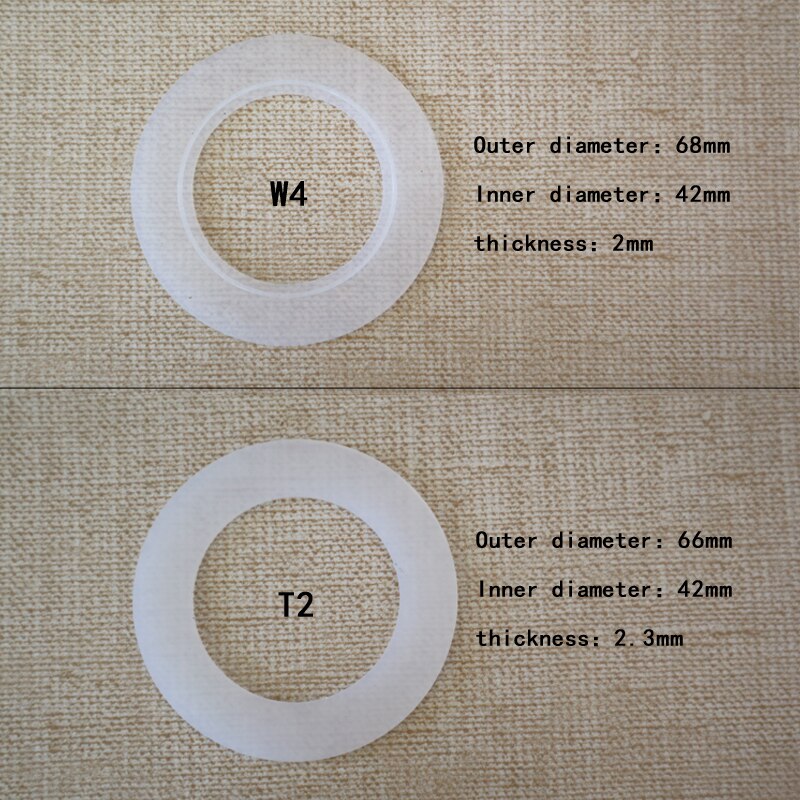 W4
Outer diameter: 68mm
Inner diameter: 42mm
thickness: 2mm
T2
Outer diameter: 66mm
Inner diameter: 42mm
thickness: 2.3mm